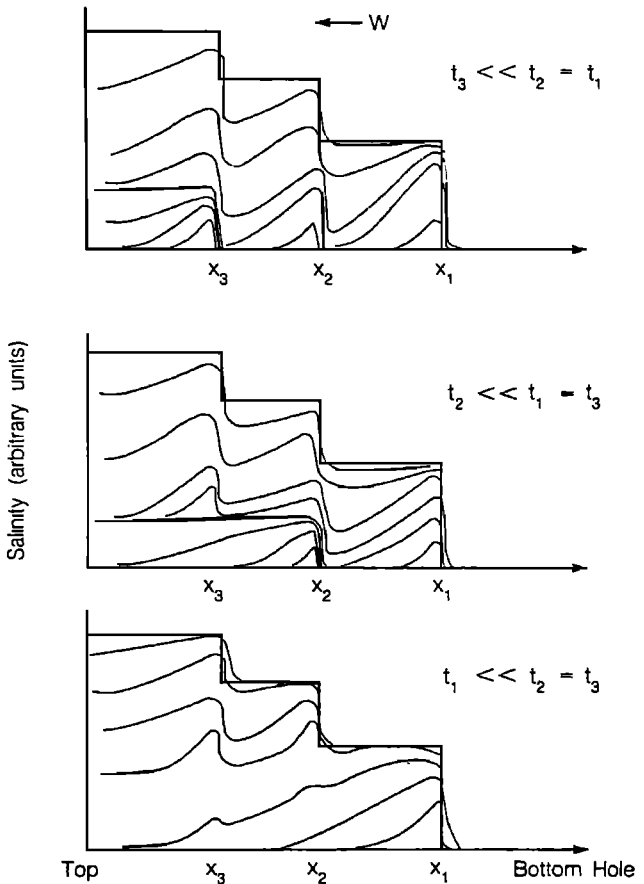 W
t₃ << t₂ = t₁
x₃ x₂ x₁
t₂ << t₁ = t₃
x₃ x₂ x₁
Salinity (arbitrary units)
t₁ << t₂ = t₃
Top x₃ x₂ x₁ Bottom Hole